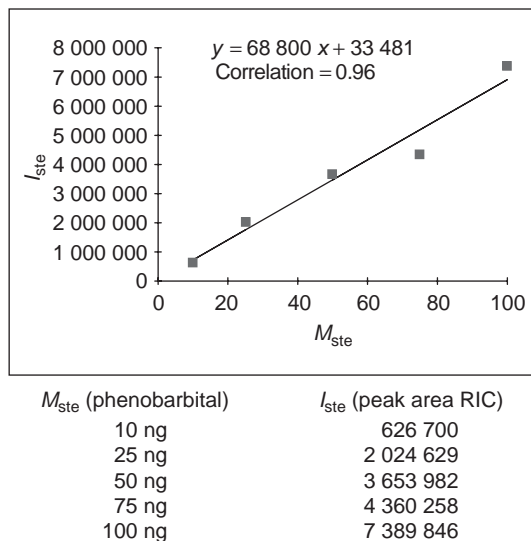 y = 68 800 x + 33 481
Correlation = 0.96
8 000 000
7 000 000
6 000 000
5 000 000
4 000 000
3 000 000
2 000 000
1 000 000
0
I_ste
0 20 40 60 80 100
M_ste
M_ste (phenobarbital) I_ste (peak area RIC)
10 ng 626 700
25 ng 2 024 629
50 ng 3 653 982
75 ng 4 360 258
100 ng 7 389 846